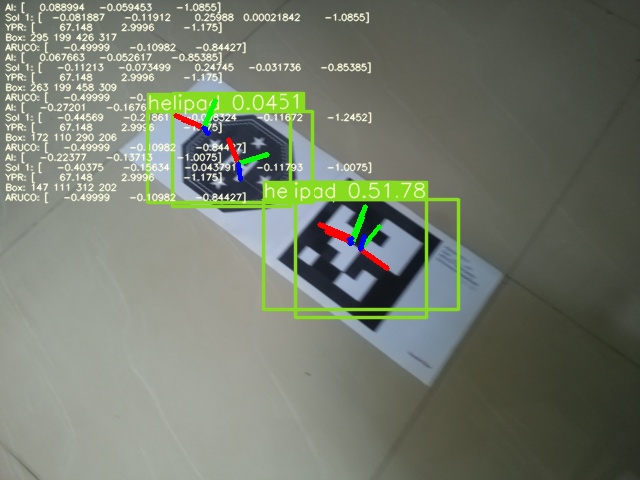 AI: [ 0.088994 -0.059453 -1.0855]
Sol 1: [ -0.081887 -0.11912 0.25988 0.00021842 -1.0855]
YPR: [ 67.148 2.9996 -1.175]
Box: 295 199 426 317
ARUCO: [ -0.49999 -0.10982 -0.84427]
AI: [ 0.067663 -0.052617 -0.85385]
Sol 1: [ -0.11213 -0.073499 0.24745 -0.031736 -0.85385]
YPR: [ 67.148 2.9996 -1.175]
Box: 263 199 458 309
ARUCO: [ -0.49999
AI: [ -0.27201
Sol 1: [ -0.44569 -0.11672 -1.2452]
YPR: [ 67.148 2.9996
Box: 172 110 290 206
ARUCO: [ -0.49999
AI: [ -0.22377 -0.13713 -1.0075]
Sol 1: [ -0.40375 -0.15634 -0.11793 -1.0075]
YPR: [ 67.148 2.9996 -1.175]
Box: 147 111 312 202
ARUCO: [ -0.49999 -0.10982 -0.84427]
helipad 0.0451
helipad 0.51.78